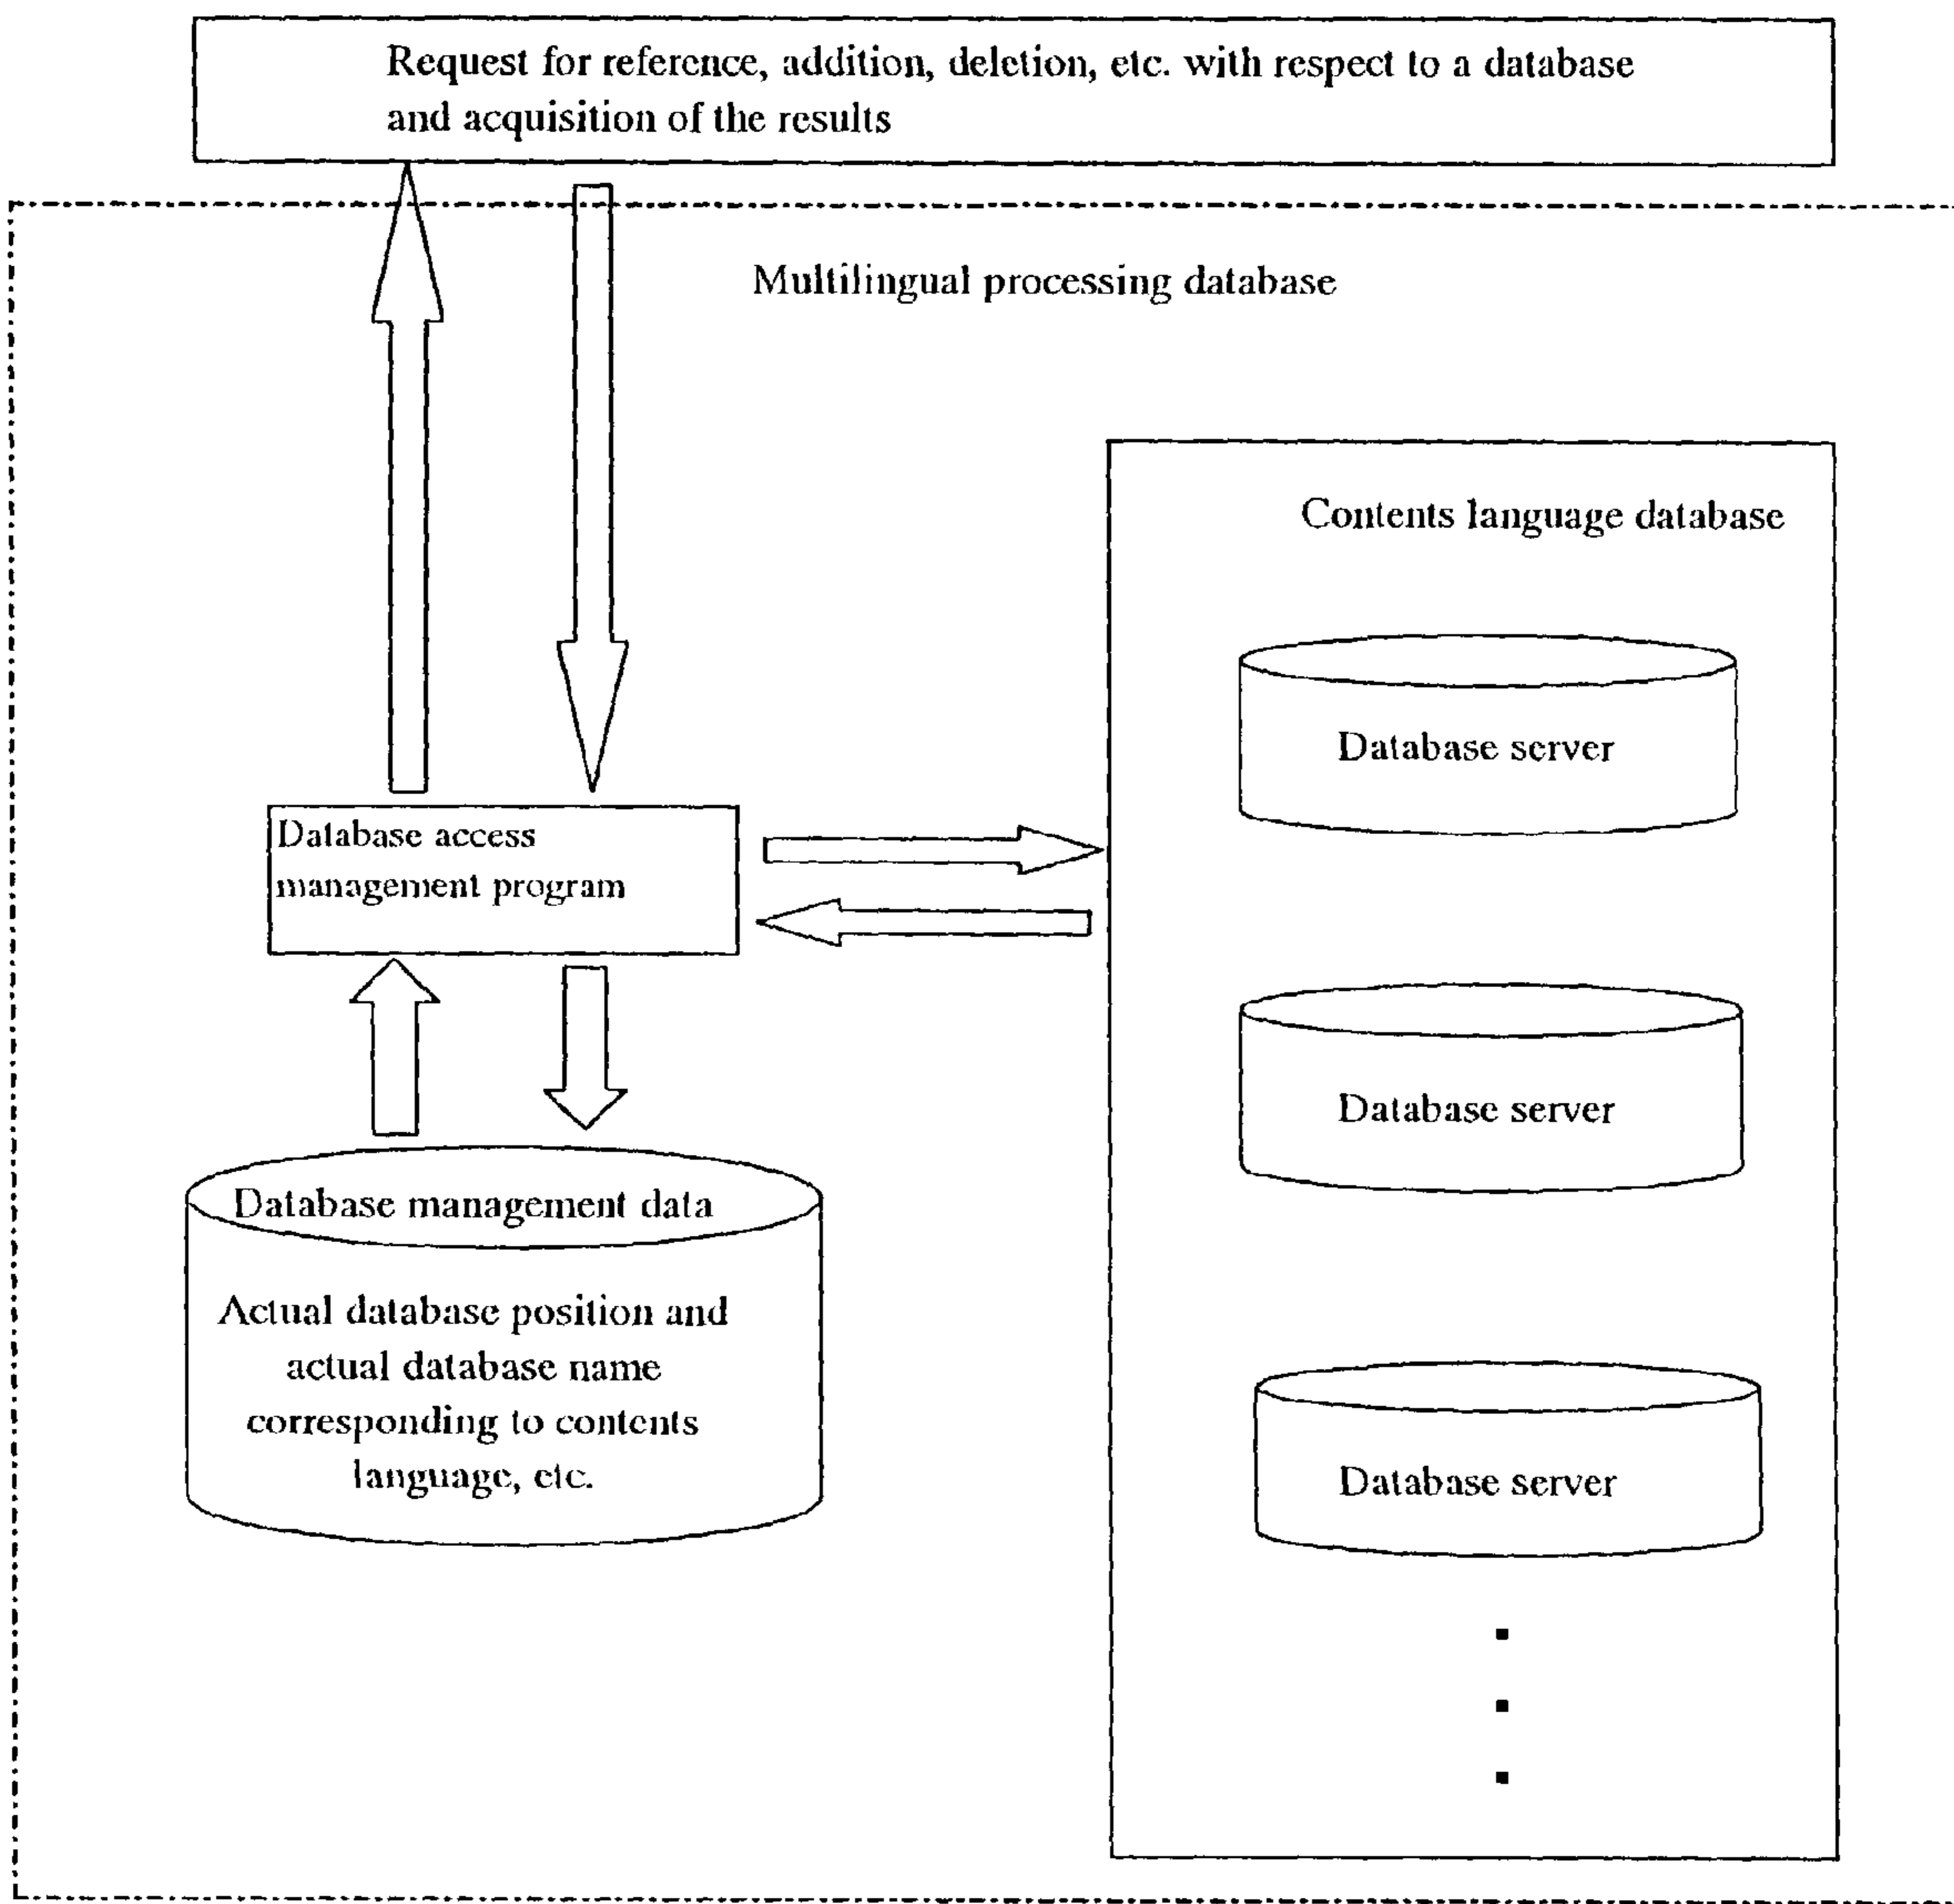 Request for reference, addition, deletion, etc. with respect to a database
and acquisition of the results
Multilingual processing database
Contents language database
Database server
Database access
management program
Database server
Database management data
Actual database position and
actual database name
corresponding to contents
language, etc.
Database server